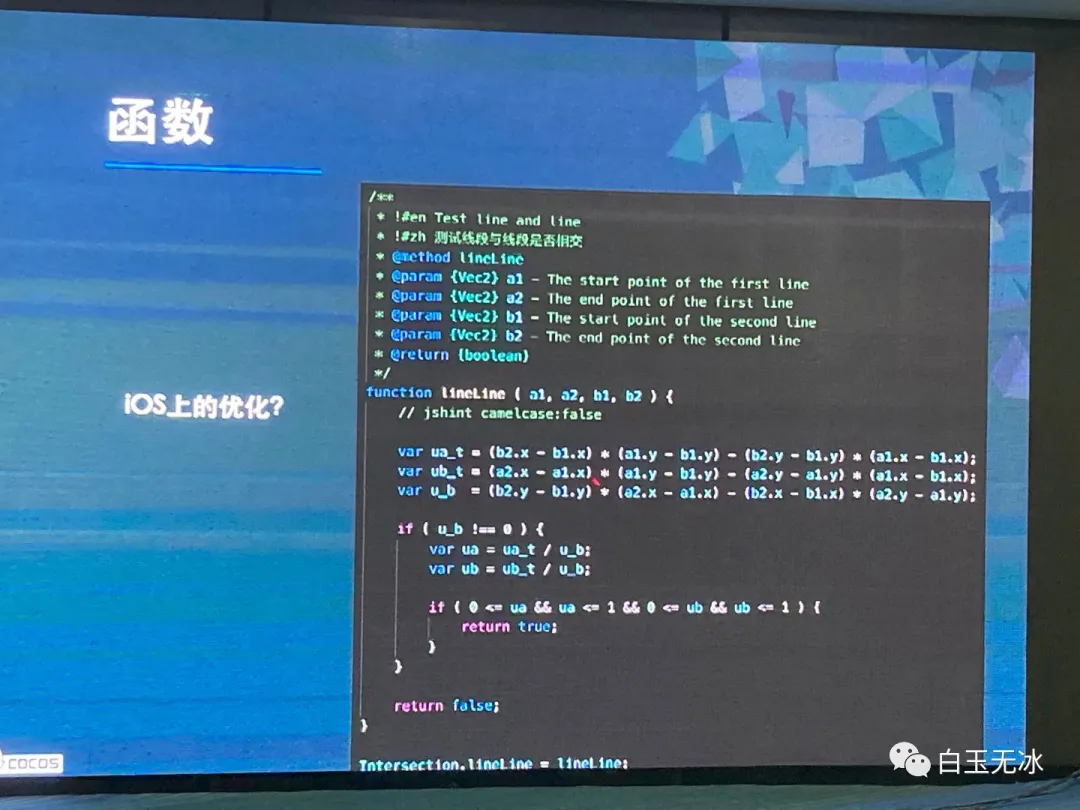 函数
iOS上的优化?
/**
* !#en Test line and line
* !#zh 测试线段与线段是否相交
* @method lineLine
* @param {Vec2} a1 - The start point of the first line
* @param {Vec2} a2 - The end point of the first line
* @param {Vec2} b1 - The start point of the second line
* @param {Vec2} b2 - The end point of the second line
* @return {boolean}
*/
function lineLine ( a1, a2, b1, b2 ) {
// jshint camelcase:false
var ua_t = (b2.x - b1.x) * (a1.y - b1.y) - (b2.y - b1.y) * (a1.x - b1.x);
var ub_t = (a2.x - a1.x) * (a1.y - b1.y) - (a2.y - a1.y) * (a1.x - b1.x);
var u_b = (b2.y - b1.y) * (a2.x - a1.x) - (b2.x - b1.x) * (a2.y - a1.y);
if ( u_b !== 0 ) {
var ua = ua_t / u_b;
var ub = ub_t / u_b;
if ( 0 <= ua && ua <= 1 && 0 <= ub && ub <= 1 ) {
return true;
}
}
return false;
}
Intersection.lineLine = lineLine;
COCOS
白玉无冰